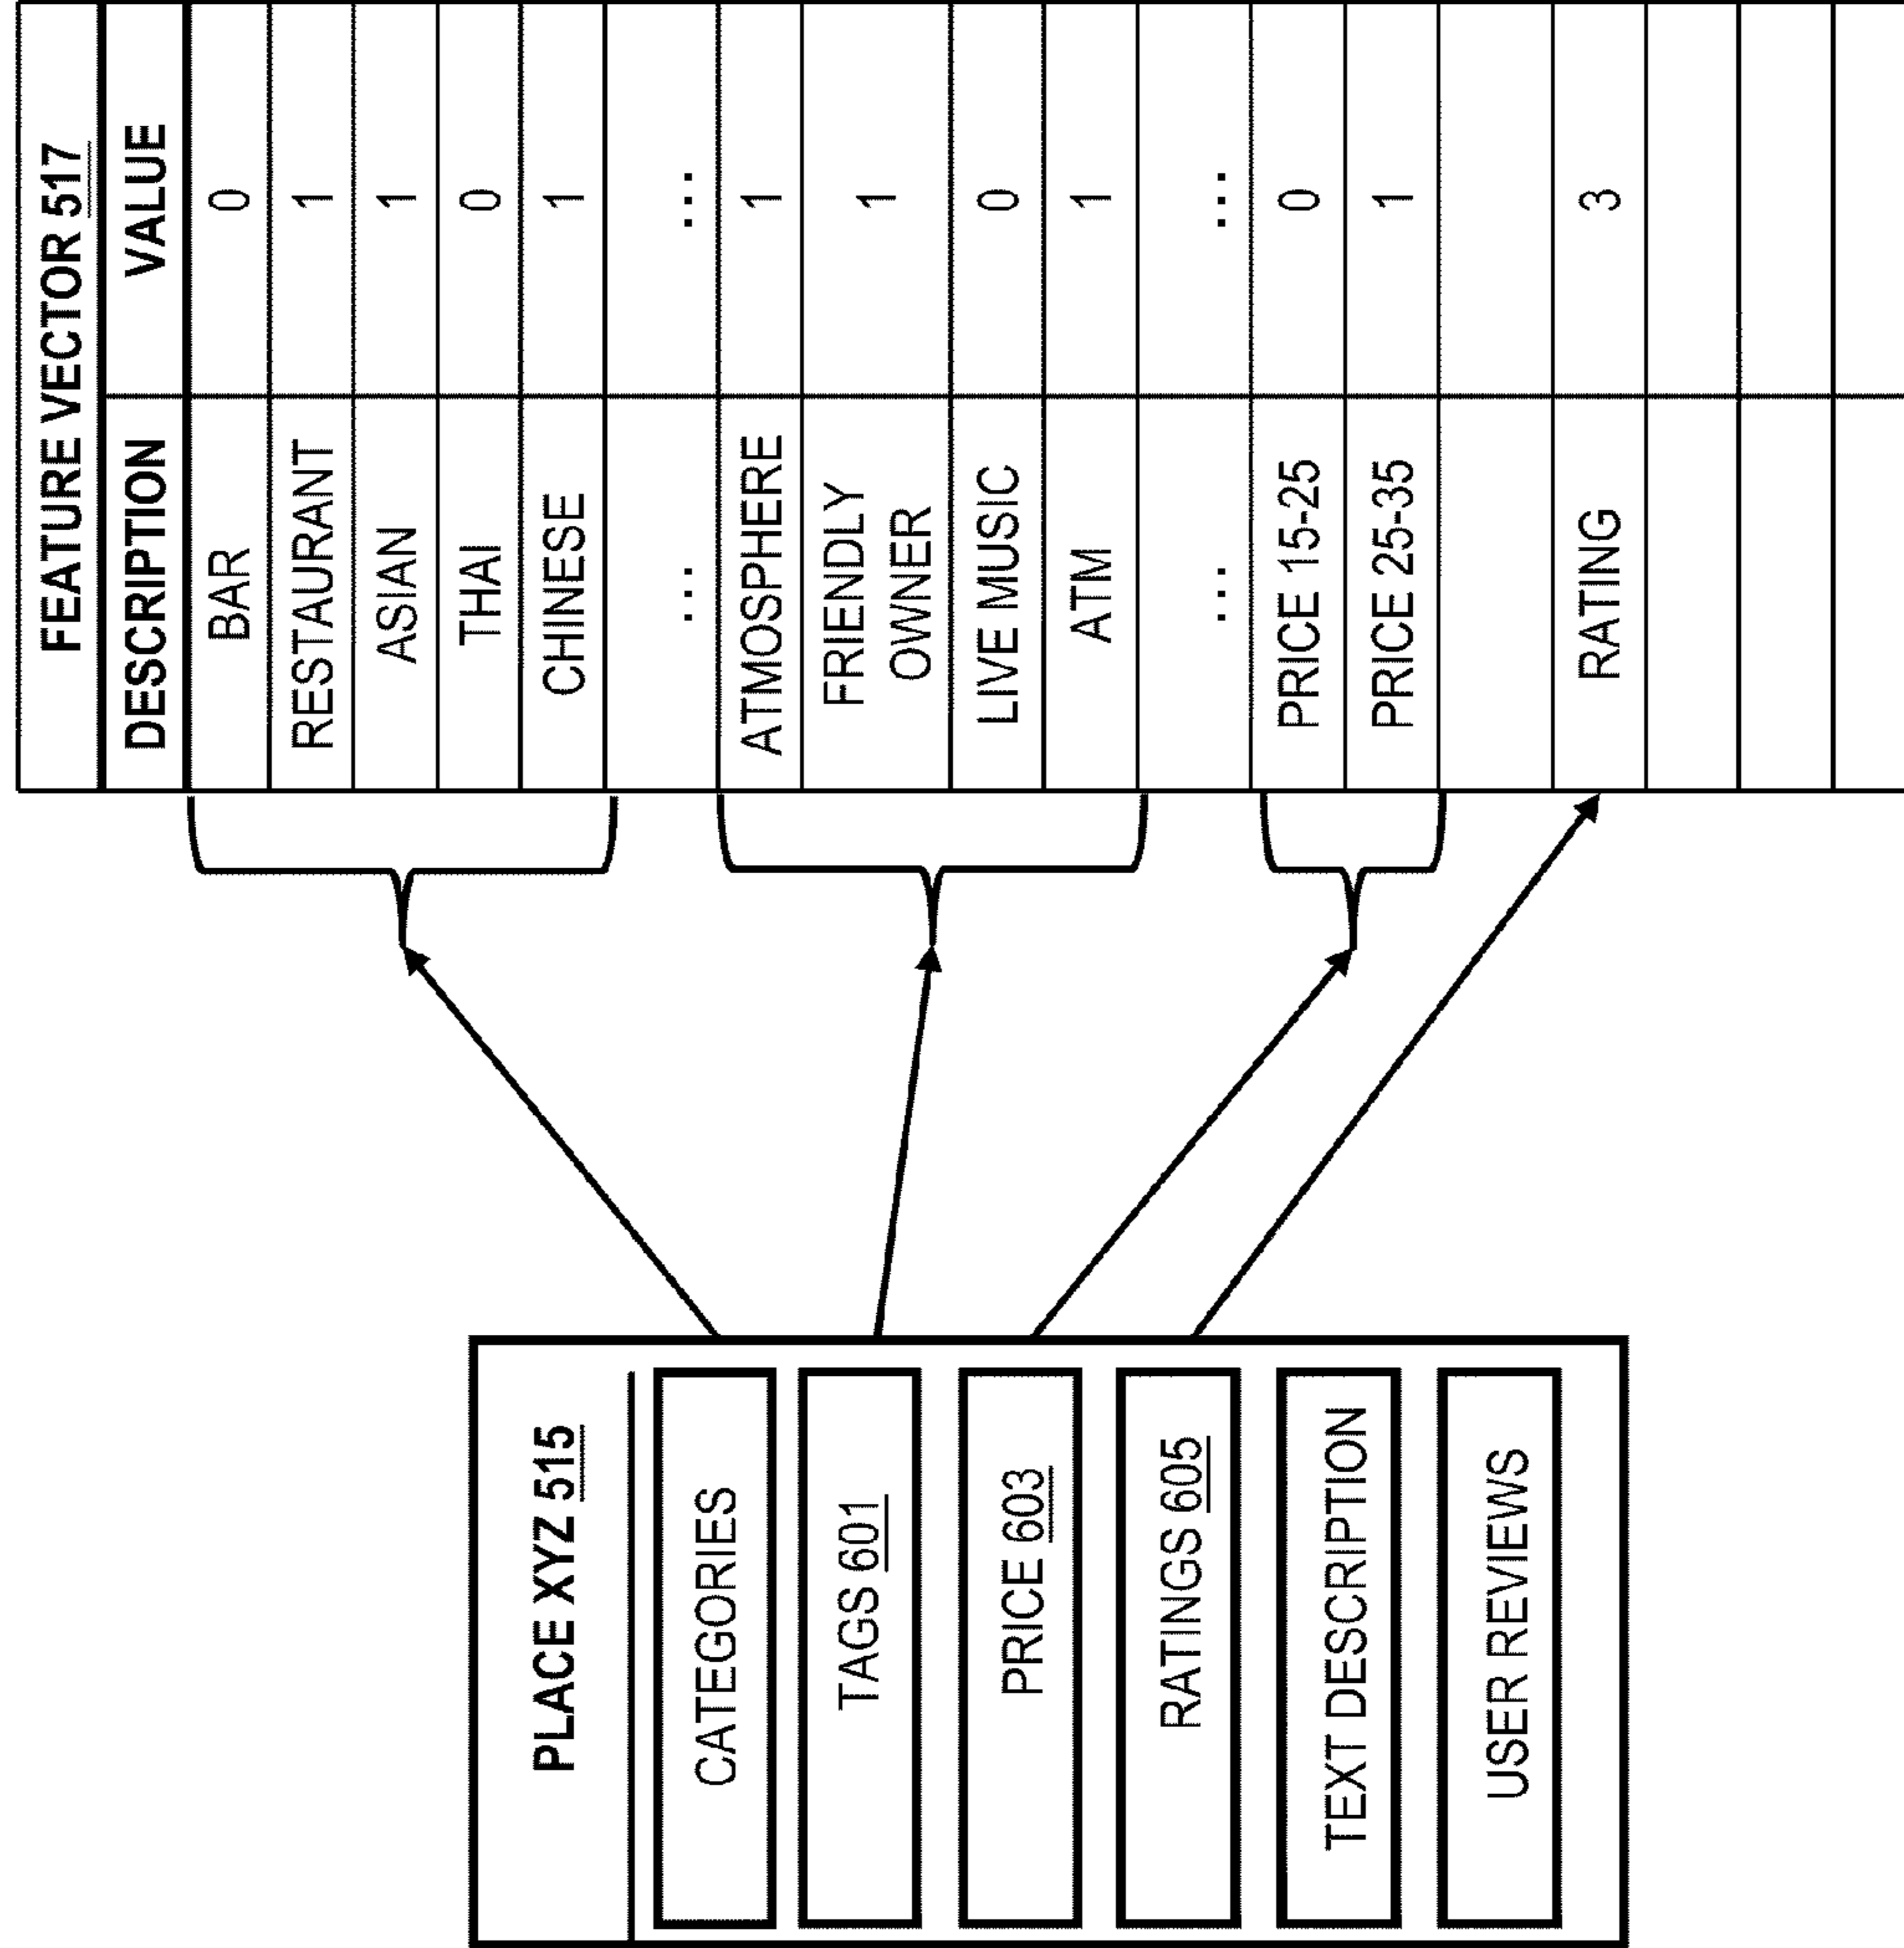 PLACE XYZ 515
CATEGORIES
TAGS 601
PRICE 603
RATINGS 605
TEXT DESCRIPTION
USER REVIEWS
FEATURE VECTOR 517
DESCRIPTION VALUE
BAR 0
RESTAURANT 1
ASIAN 1
THAI 0
CHINESE 1
... ...
ATMOSPHERE 1
FRIENDLY
OWNER 1
LIVE MUSIC 0
ATM 1
... ...
PRICE 15-25 0
PRICE 25-35 1
RATING 3